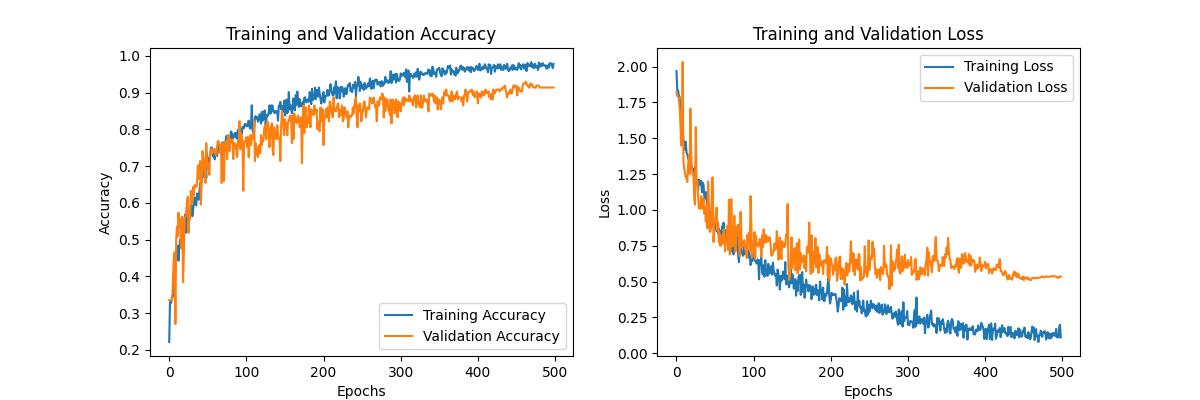 Training and Validation Accuracy
1.0
0.9
0.8
0.7
0.6
0.5
0.4
0.3
0.2
Accuracy
0 100 200 300 400 500
Epochs
Training Accuracy
Validation Accuracy
Training and Validation Loss
2.00
1.75
1.50
1.25
1.00
0.75
0.50
0.25
0.00
Loss
0 100 200 300 400 500
Epochs
Training Loss
Validation Loss